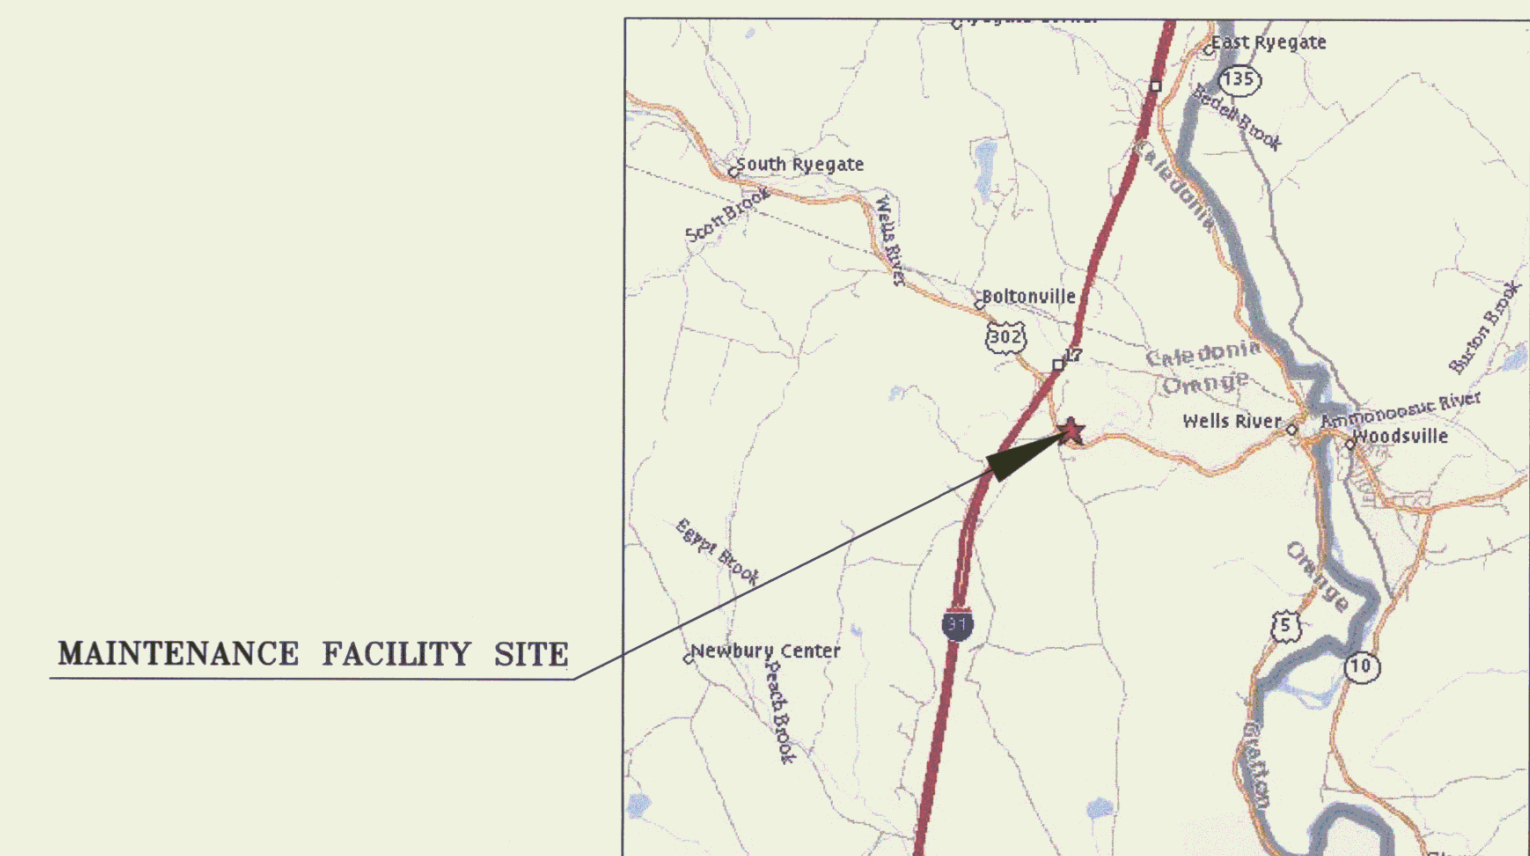 East Ryegate
135
Bedell Brook
South Ryegate
Caledonia
Scott Brook
Wells River
Boltonville
302
17
Caledonia
Orange
Burton Brook
Ammonoosuc River
Wells River
Woodsville
Egypt Brook
Orange
91
5
MAINTENANCE FACILITY SITE
Newbury Center
10
Peach Brook
Grafton